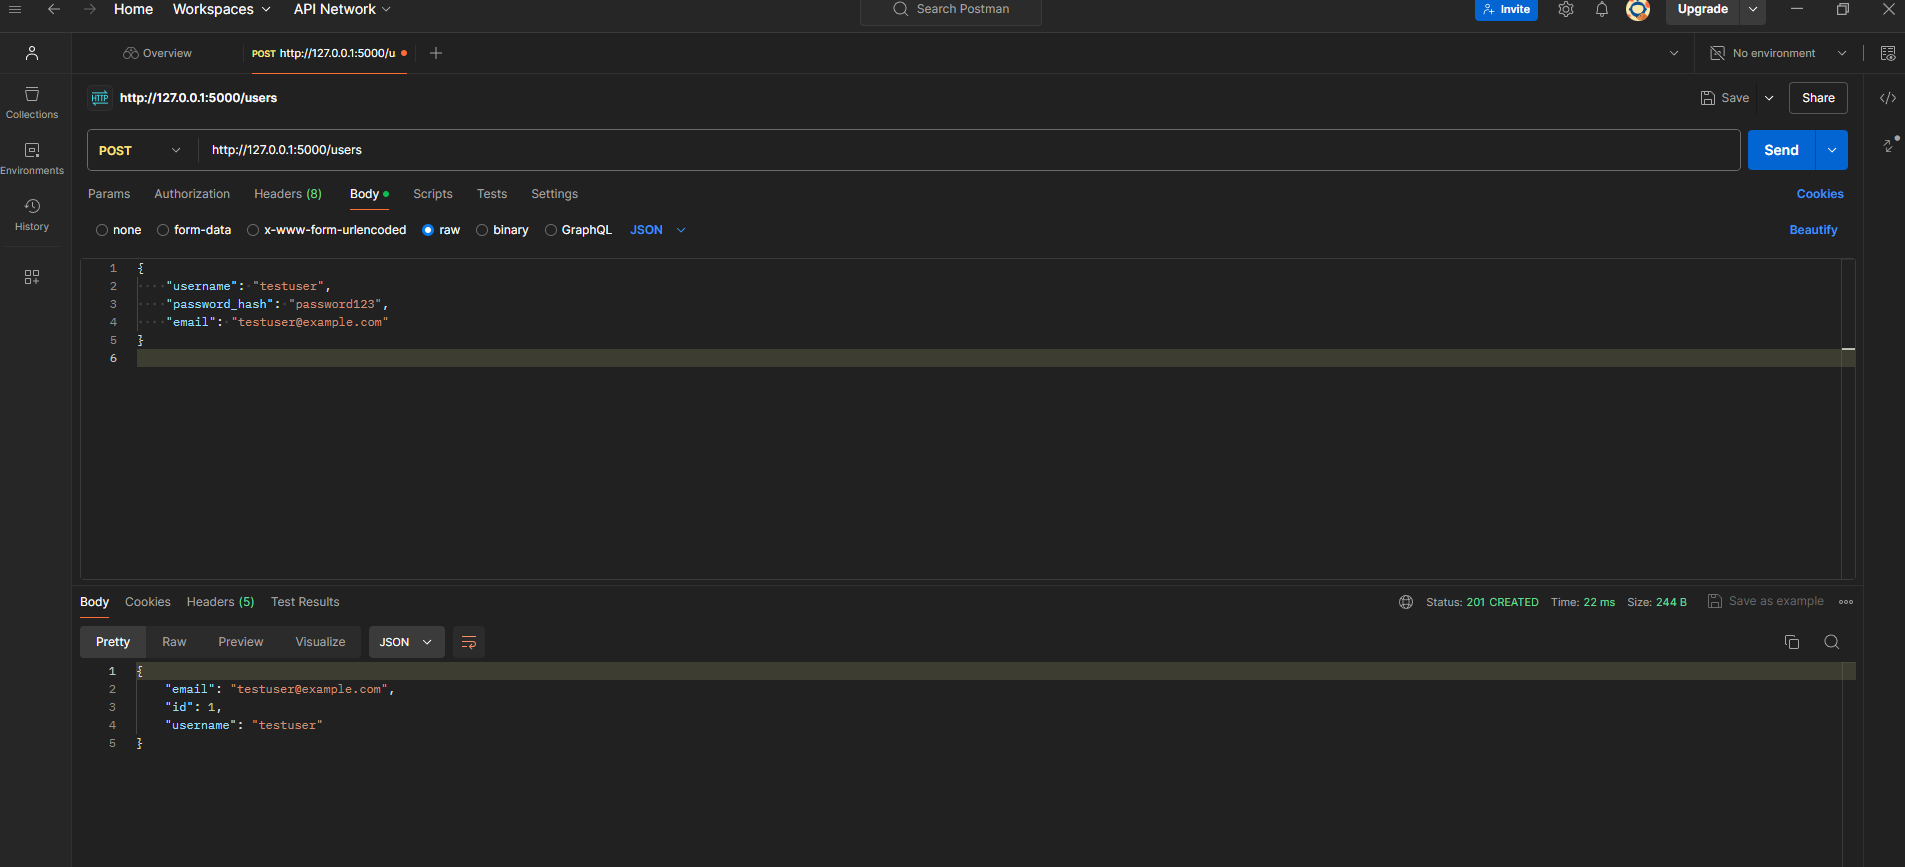 Home Workspaces API Network Search Postman Invite Upgrade
Overview POST http://127.0.0.1:5000/u No environment
HTTP http://127.0.0.1:5000/users Save Share
Collections
POST http://127.0.0.1:5000/users Send
Environments
Params Authorization Headers (8) Body Scripts Tests Settings Cookies
History
none form-data x-www-form-urlencoded raw binary GraphQL JSON Beautify
1 {
2 "username": "testuser",
3 "password_hash": "password123",
4 "email": "testuser@example.com"
5 }
6
Body Cookies Headers (5) Test Results Status: 201 CREATED Time: 22 ms Size: 244 B Save as example
Pretty Raw Preview Visualize JSON
1 {
2 "email": "testuser@example.com",
3 "id": 1,
4 "username": "testuser"
5 }